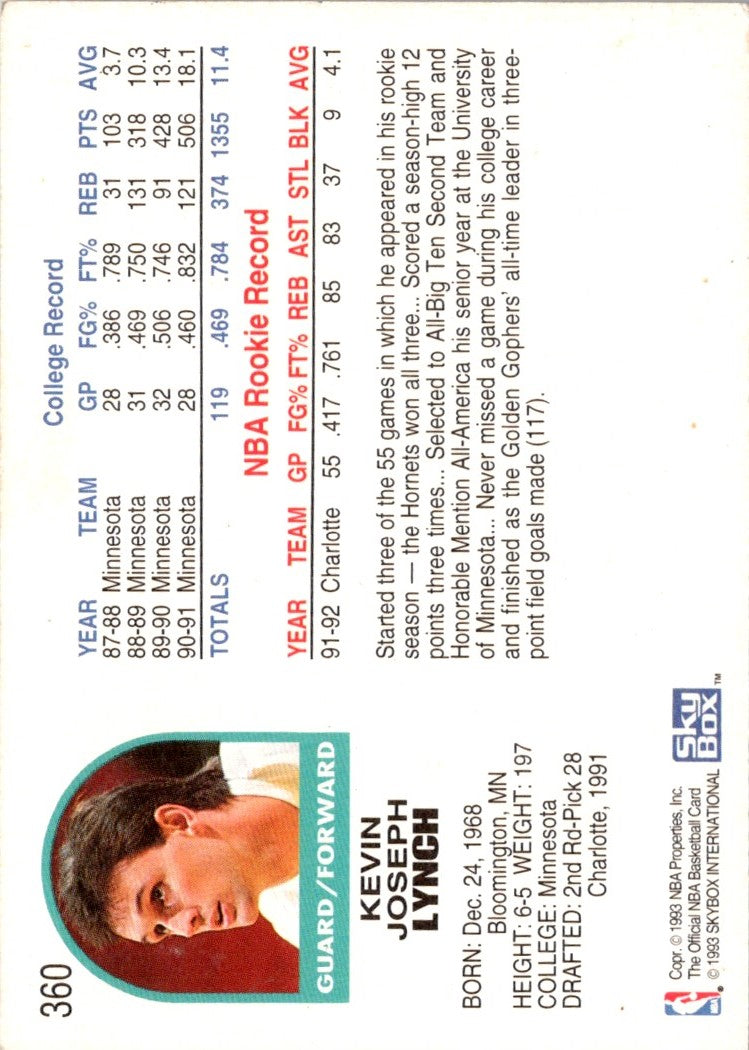 360
GUARD/FORWARD
KEVIN
JOSEPH
LYNCH
BORN: Dec. 24, 1968
Bloomington, MN
HEIGHT: 6-5 WEIGHT: 197
COLLEGE: Minnesota
DRAFTED: 2nd Rd-Pick 28
Charlotte, 1991
College Record
YEAR TEAM GP FG% FT% REB PTS AVG
87-88 Minnesota 28 .386 .789 31 103 3.7
88-89 Minnesota 31 .469 .750 131 318 10.3
89-90 Minnesota 32 .506 .746 91 428 13.4
90-91 Minnesota 28 .460 .832 121 506 18.1
TOTALS 119 .469 .784 374 1355 11.4
NBA Rookie Record
YEAR TEAM GP FG% FT% REB AST STL BLK AVG
91-92 Charlotte 55 .417 .761 85 83 37 9 4.1
Started three of the 55 games in which he appeared in his rookie
season — the Hornets won all three... Scored a season-high 12
points three times... Selected to All-Big Ten Second Team and
Honorable Mention All-America his senior year at the University
of Minnesota... Never missed a game during his college career
and finished as the Golden Gophers' all-time leader in three-
point field goals made (117).
NBA ®
Copr. © 1993 NBA Properties, Inc.
The Official NBA Basketball Card
© 1993 SKYBOX INTERNATIONAL
SKY
BOX ™